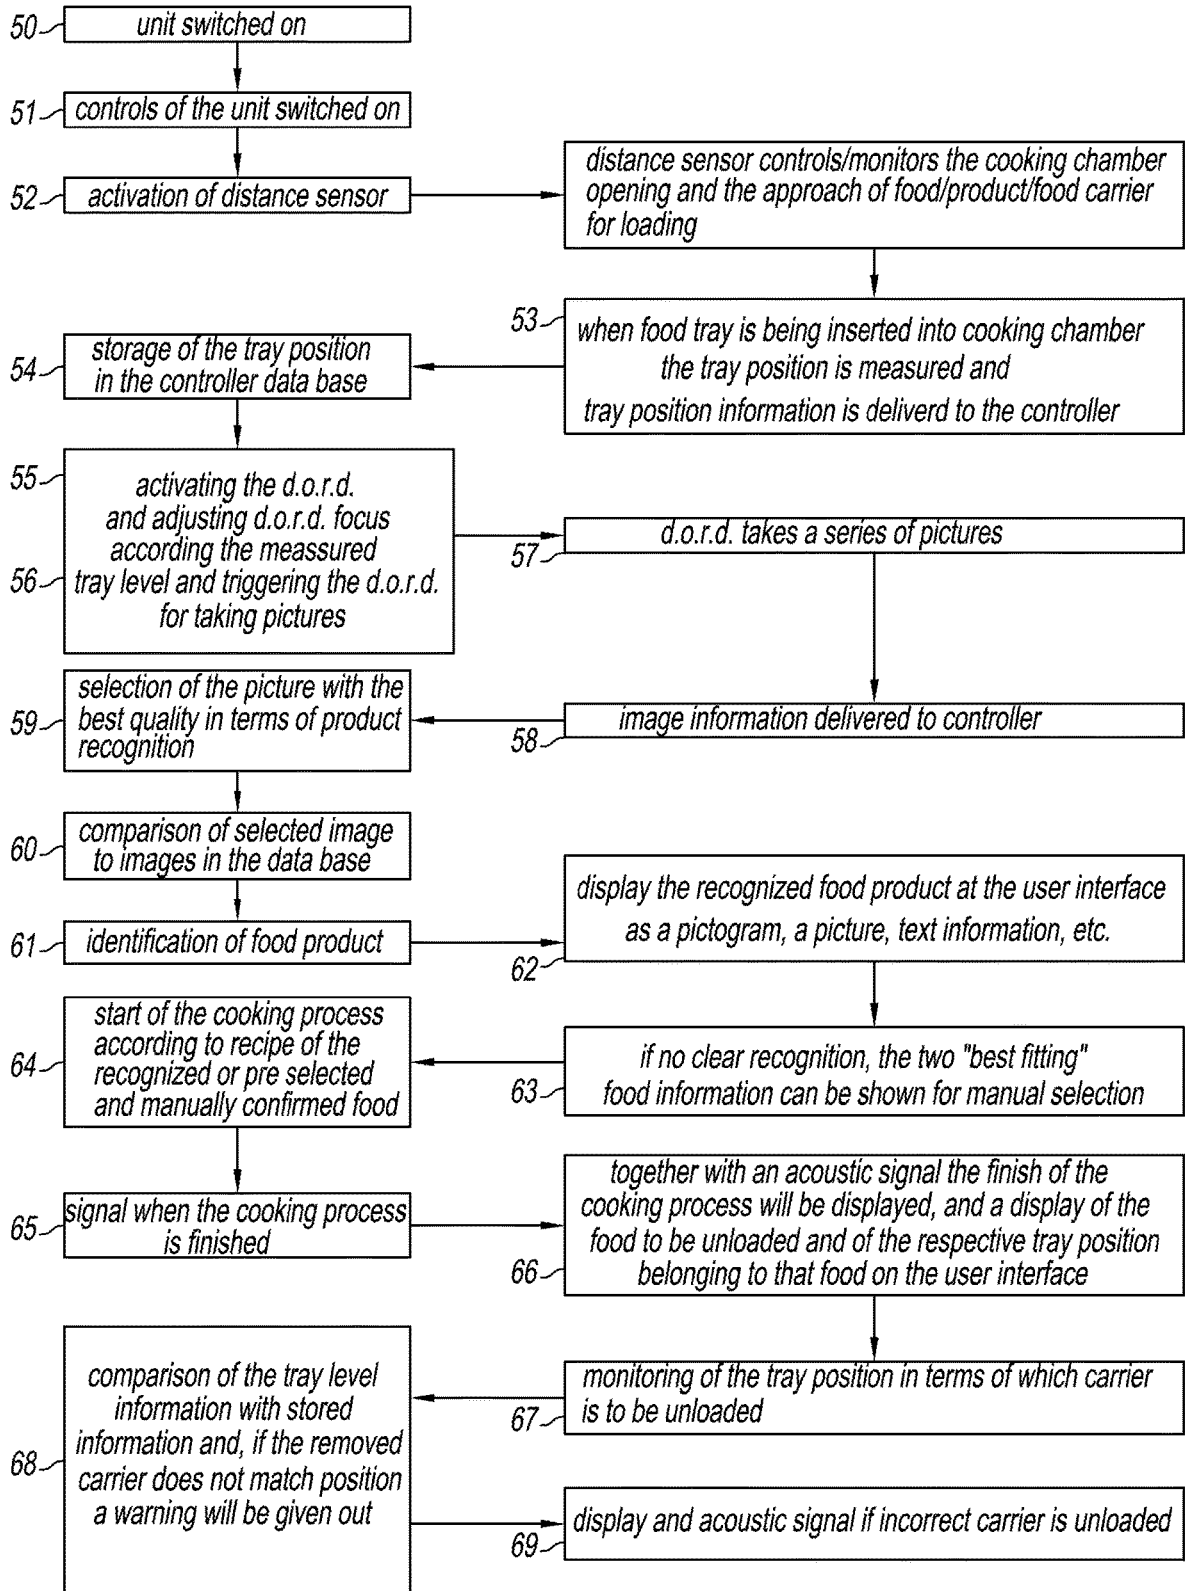 50
unit switched on
51
controls of the unit switched on
52
activation of distance sensor
distance sensor controls/monitors the cooking chamber
opening and the approach of food/product/food carrier
for loading
53
when food tray is being inserted into cooking chamber
the tray position is measured and
tray position information is deliverd to the controller
54
storage of the tray position
in the controller data base
55
56
activating the d.o.r.d.
and adjusting d.o.r.d. focus
according the meassured
tray level and triggering the d.o.r.d.
for taking pictures
57
d.o.r.d. takes a series of pictures
58
image information delivered to controller
59
selection of the picture with the
best quality in terms of product
recognition
60
comparison of selected image
to images in the data base
61
identification of food product
62
display the recognized food product at the user interface
as a pictogram, a picture, text information, etc.
63
if no clear recognition, the two "best fitting"
food information can be shown for manual selection
64
start of the cooking process
according to recipe of the
recognized or pre selected
and manually confirmed food
65
signal when the cooking process
is finished
66
together with an acoustic signal the finish of the
cooking process will be displayed, and a display of the
food to be unloaded and of the respective tray position
belonging to that food on the user interface
67
monitoring of the tray position in terms of which carrier
is to be unloaded
68
comparison of the tray level
information with stored
information and, if the removed
carrier does not match position
a warning will be given out
69
display and acoustic signal if incorrect carrier is unloaded